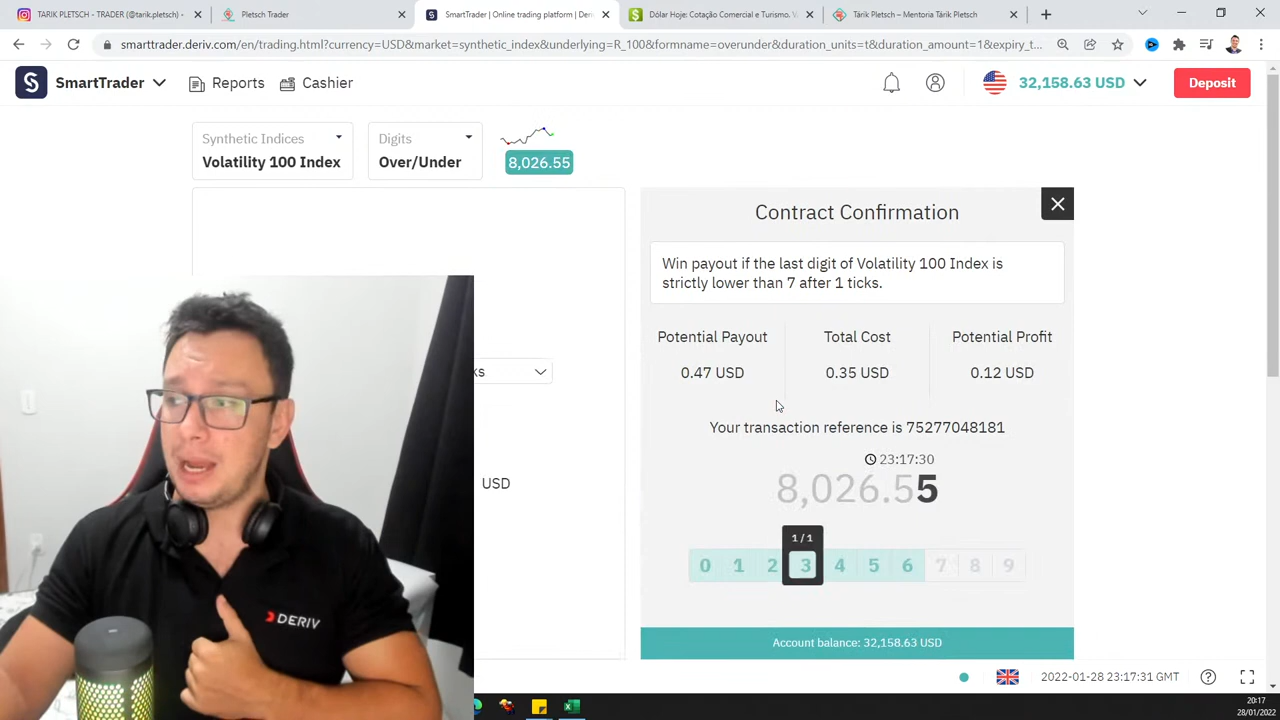 TARIK PLETSCH - TRADER (@tarik.pletsch) •
Pletsch Trader
SmartTrader | Online trading platform | Deri
Dólar Hoje: Cotação Comercial e Turismo. V
Tárik Pletsch – Mentoria Tárik Pletsch
smarttrader.deriv.com/en/trading.html?currency=USD&market=synthetic_index&underlying=R_100&formname=overunder&duration_units=t&duration_amount=1&expiry_t...
SmartTrader
Reports
Cashier
32,158.63 USD
Deposit
Synthetic Indices
Volatility 100 Index
Digits
Over/Under
8,026.55
Contract Confirmation
Win payout if the last digit of Volatility 100 Index is
strictly lower than 7 after 1 ticks.
Potential Payout
Total Cost
Potential Profit
0.47 USD
0.35 USD
0.12 USD
ks
Your transaction reference is 75277048181
23:17:30
8,026.55
USD
1 / 1
0 1 2 3 4 5 6 7 8 9
DERIV
Account balance: 32,158.63 USD
2022-01-28 23:17:31 GMT
20:17
28/01/2022